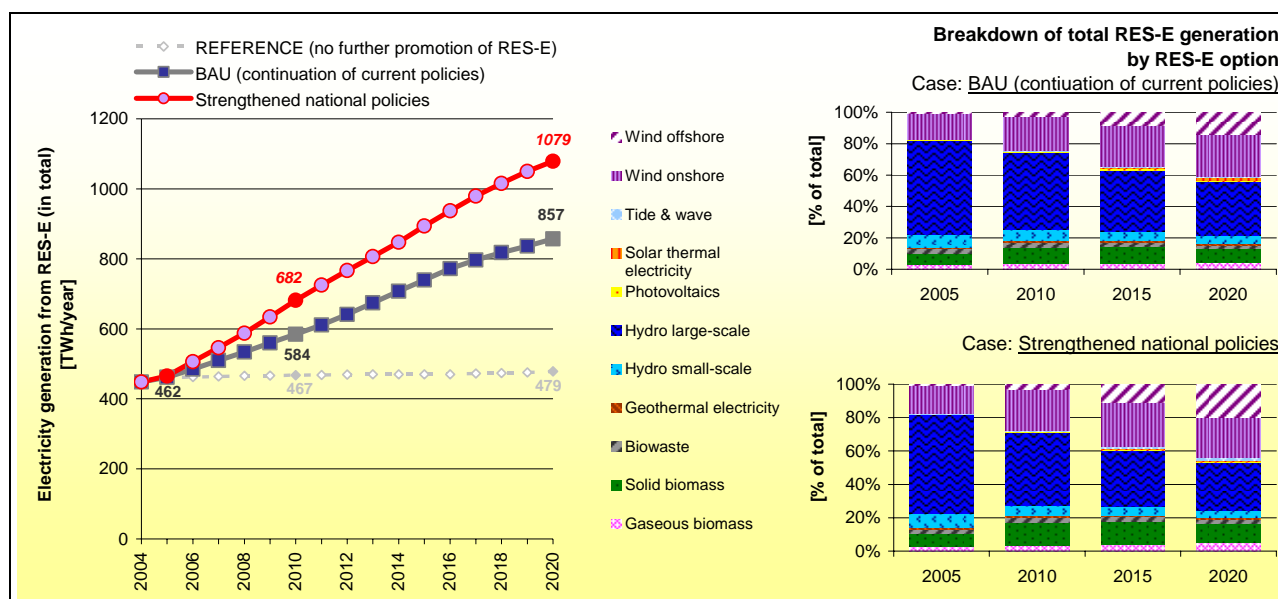 REFERENCE (no further promotion of RES-E)
BAU (continuation of current policies)
Strengthened national policies
Electricity generation from RES-E (in total)
[TWh/year]
1200
1000
800
600
400
200
0
1079
857
682
584
462
467
479
2004
2006
2008
2010
2012
2014
2016
2018
2020
Wind offshore
Wind onshore
Tide & wave
Solar thermal
electricity
Photovoltaics
Hydro large-scale
Hydro small-scale
Geothermal electricity
Biowaste
Solid biomass
Gaseous biomass
Breakdown of total RES-E generation
by RES-E option
Case: BAU (contiuation of current policies)
[% of total]
100%
80%
60%
40%
20%
0%
2005
2010
2015
2020
Case: Strengthened national policies
[% of total]
100%
80%
60%
40%
20%
0%
2005
2010
2015
2020